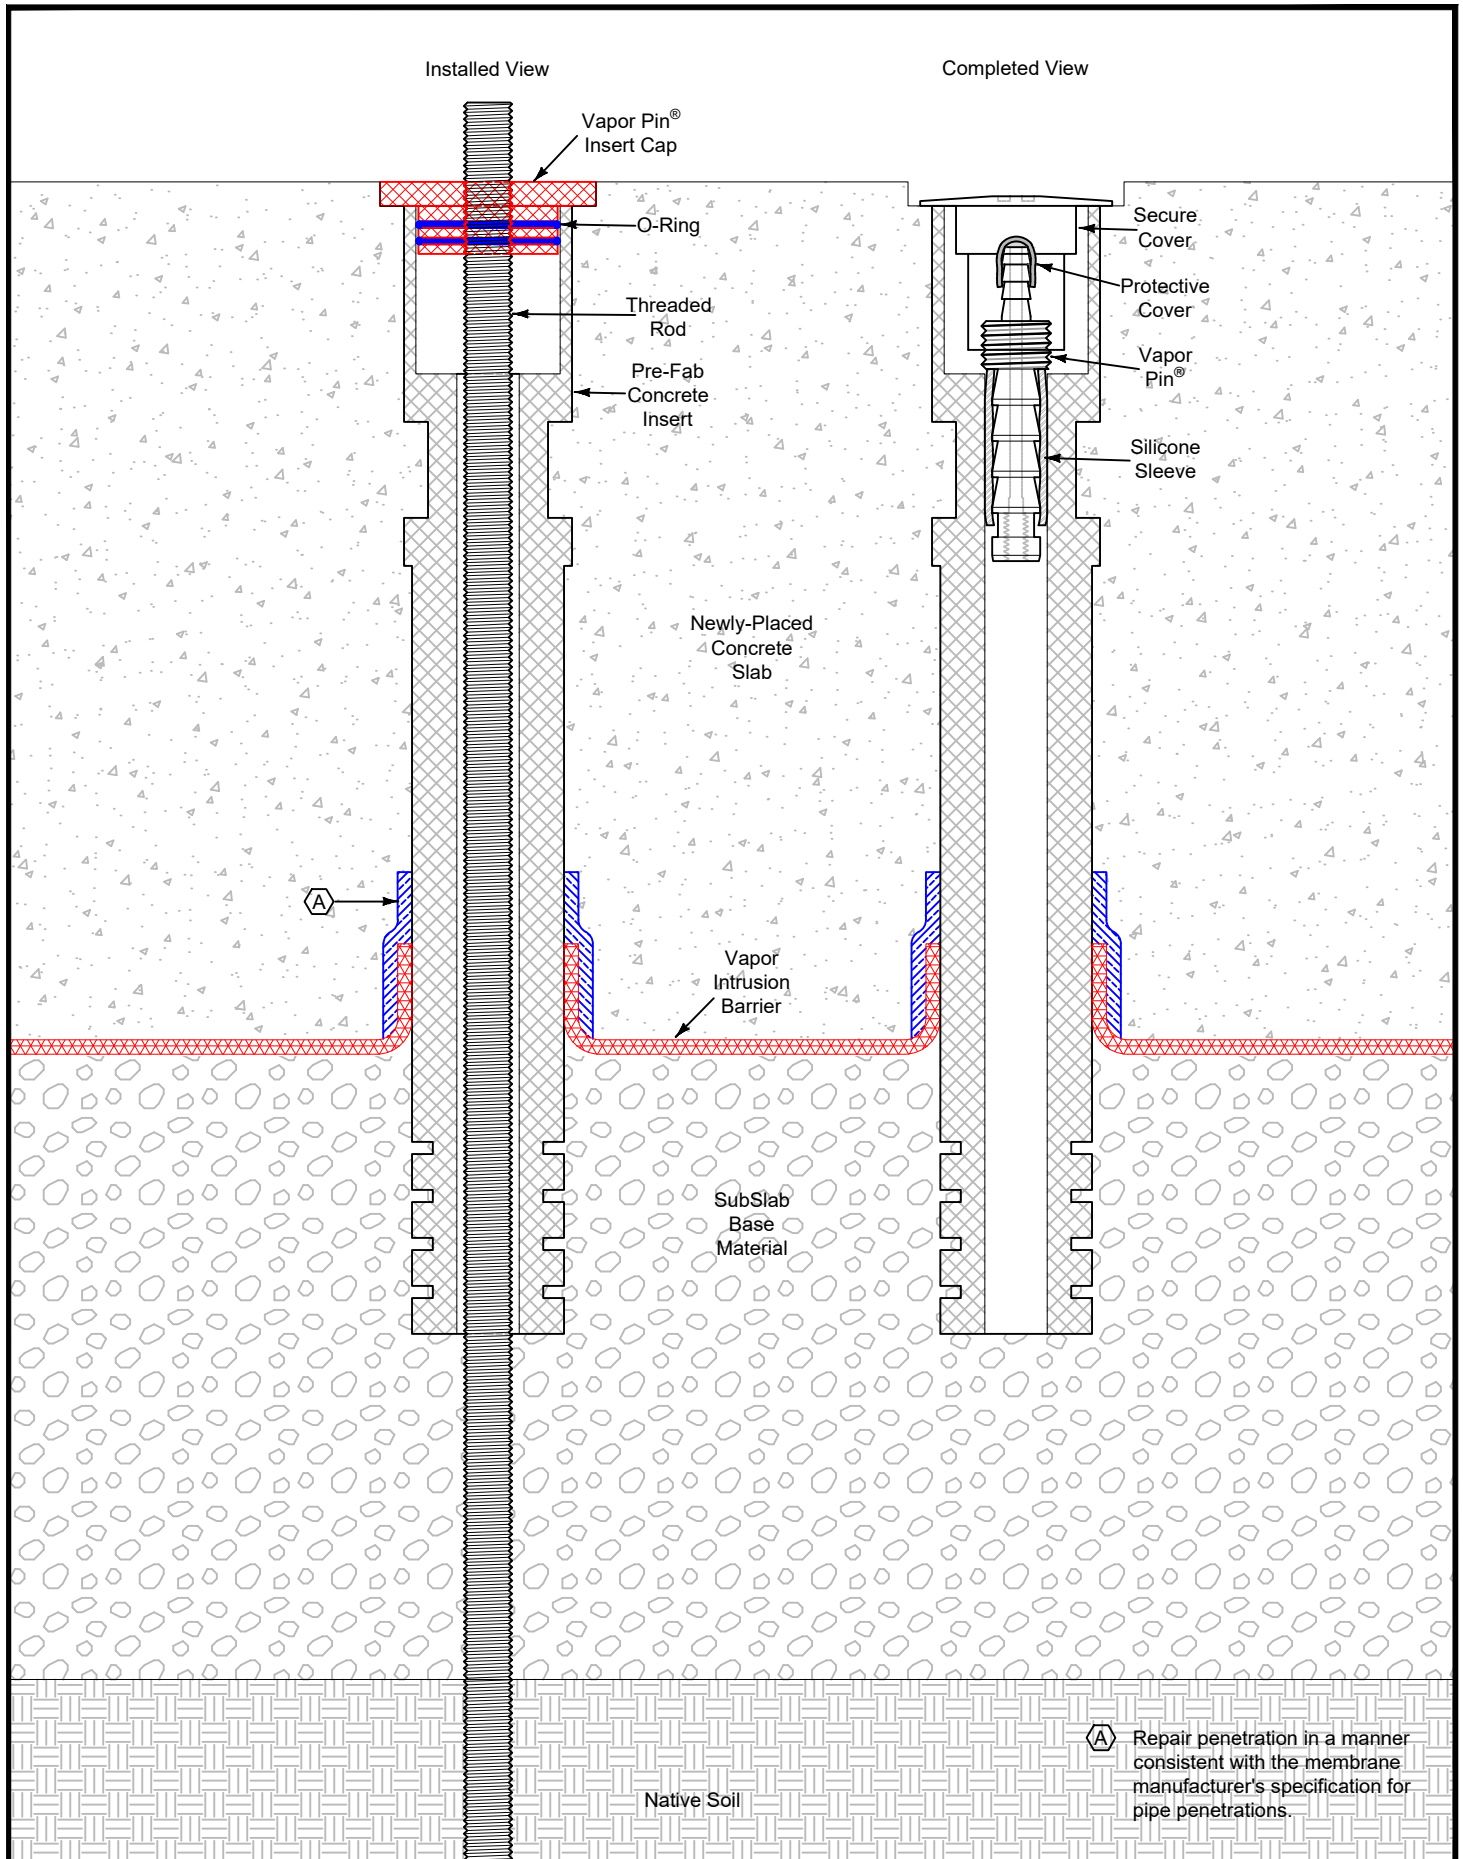 Installed View
Completed View
Vapor Pin®
Insert Cap
O-Ring
Threaded
Rod
Pre-Fab
Concrete
Insert
Secure
Cover
Protective
Cover
Vapor
Pin®
Silicone
Sleeve
Newly-Placed
Concrete
Slab
A
Vapor
Intrusion
Barrier
SubSlab
Base
Material
Native Soil
A Repair penetration in a manner
consistent with the membrane
manufacturer's specification for
pipe penetrations.